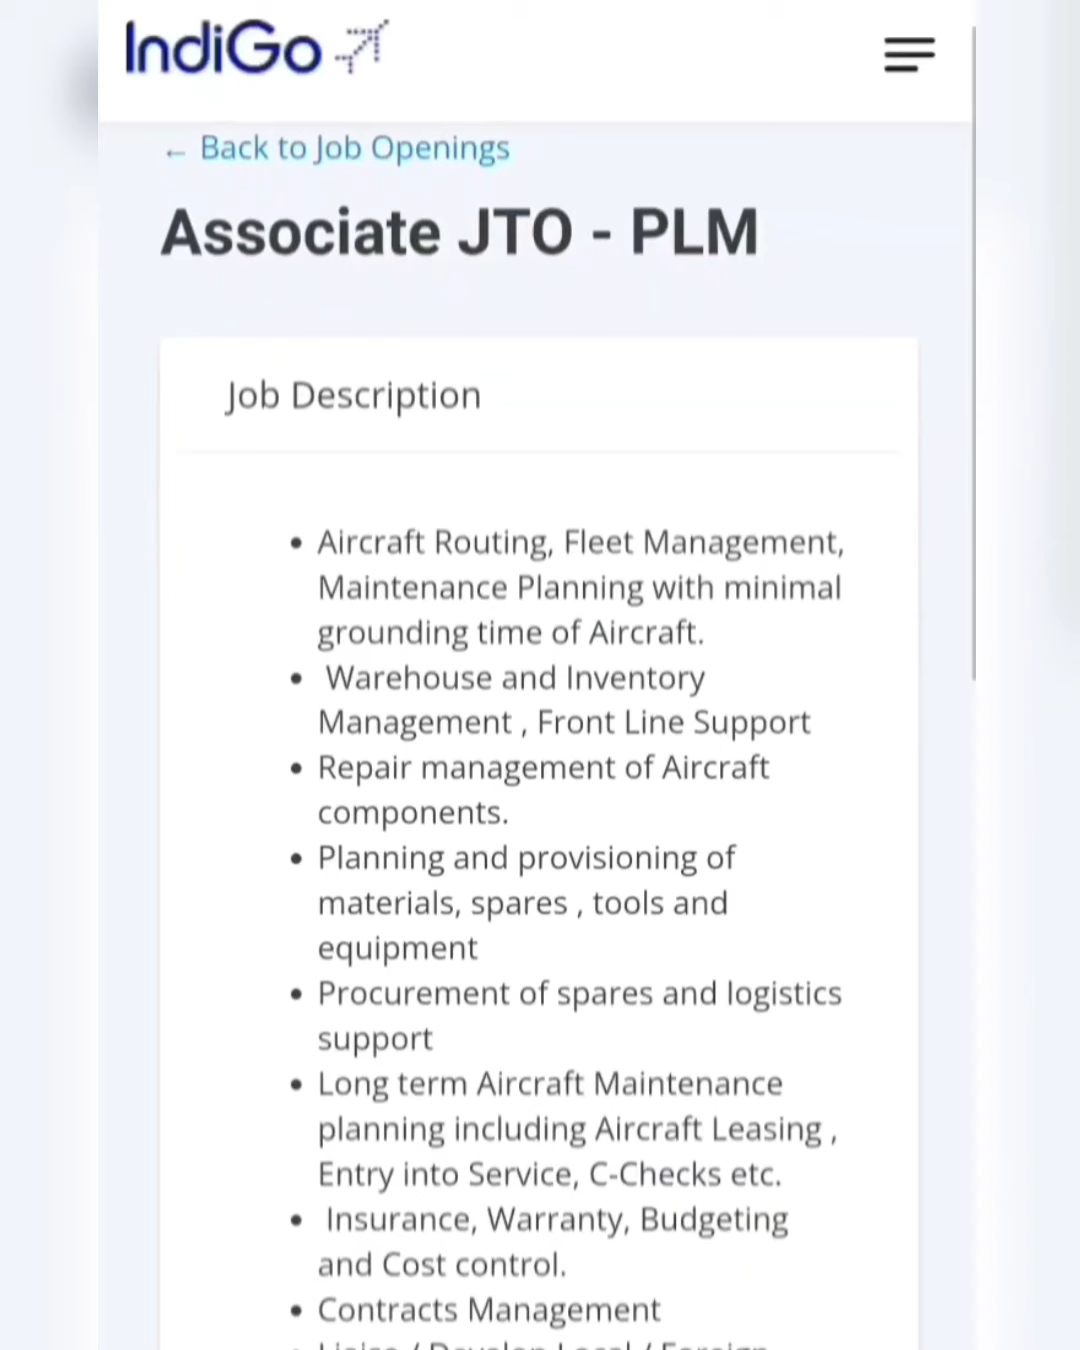 IndiGo
← Back to Job Openings
Associate JTO - PLM
Job Description
• Aircraft Routing, Fleet Management,
Maintenance Planning with minimal
grounding time of Aircraft.
• Warehouse and Inventory
Management , Front Line Support
• Repair management of Aircraft
components.
• Planning and provisioning of
materials, spares , tools and
equipment
• Procurement of spares and logistics
support
• Long term Aircraft Maintenance
planning including Aircraft Leasing ,
Entry into Service, C-Checks etc.
• Insurance, Warranty, Budgeting
and Cost control.
• Contracts Management